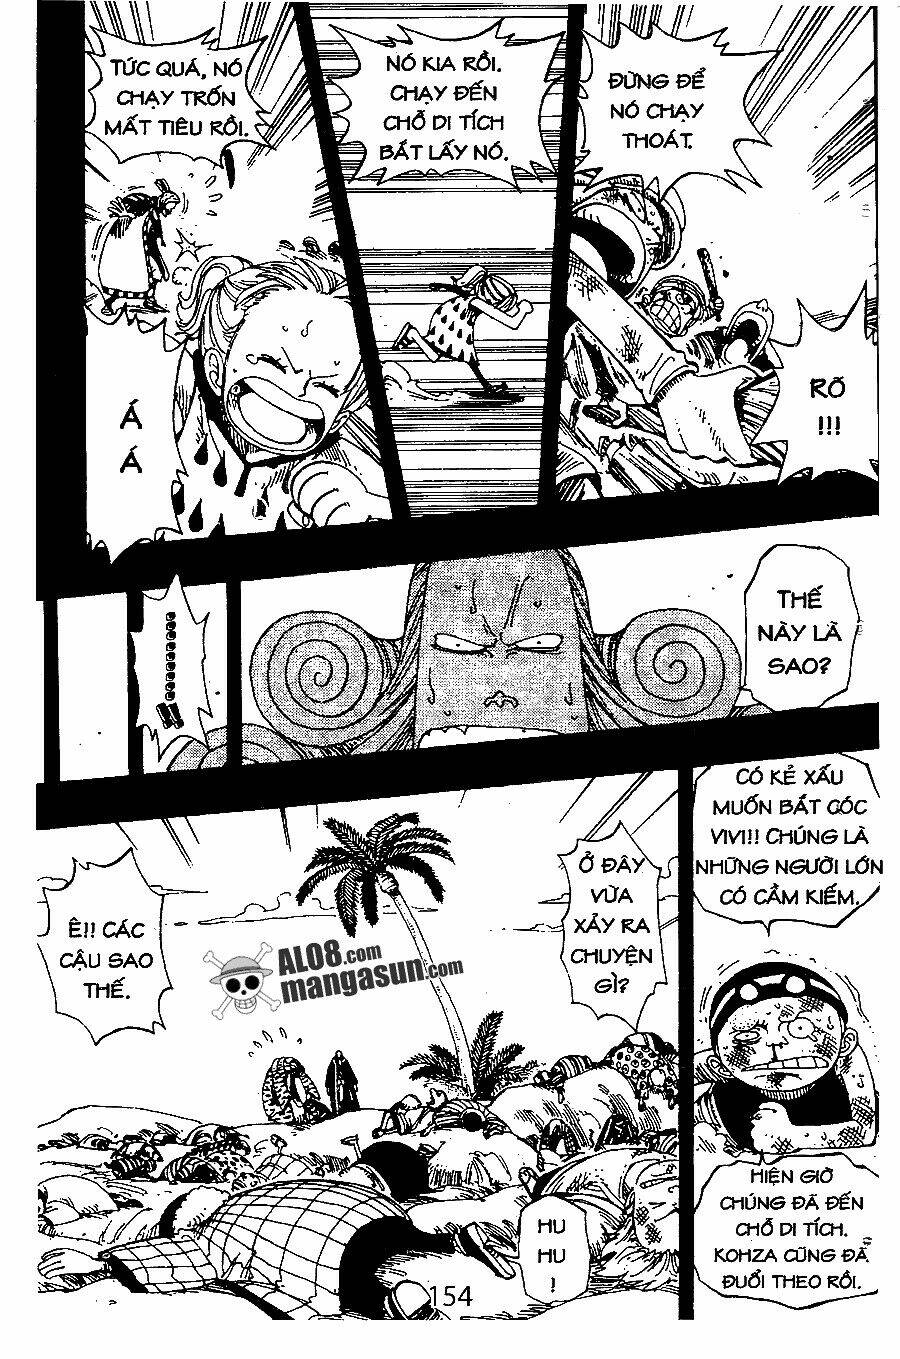 ĐỪNG ĐỂ
NÓ CHẠY
THOÁT.
RÕ
!!!
NÓ KIA RỒI.
CHẠY ĐẾN
CHỖ DI TÍCH
BẮT LẤY NÓ.
TỨC QUÁ, NÓ
CHẠY TRỐN
MẤT TIÊU RỒI.
Á
Á
THẾ
NÀY LÀ
SAO?
CÓ KẺ XẤU
MUỐN BẮT CÓC
VIVI!! CHÚNG LÀ
NHỮNG NGƯỜI LỚN
CÓ CẦM KIẾM.
HIỆN GIỜ
CHÚNG ĐÃ ĐẾN
CHỖ DI TÍCH.
KOHZA CŨNG ĐÃ
ĐUỔI THEO RỒI.
Ở ĐÂY
VỪA
XẢY RA
CHUYỆN
GÌ?
Ê!! CÁC
CẬU SAO
THẾ.
HU
HU
!
AL08.com
mangasun.com
154